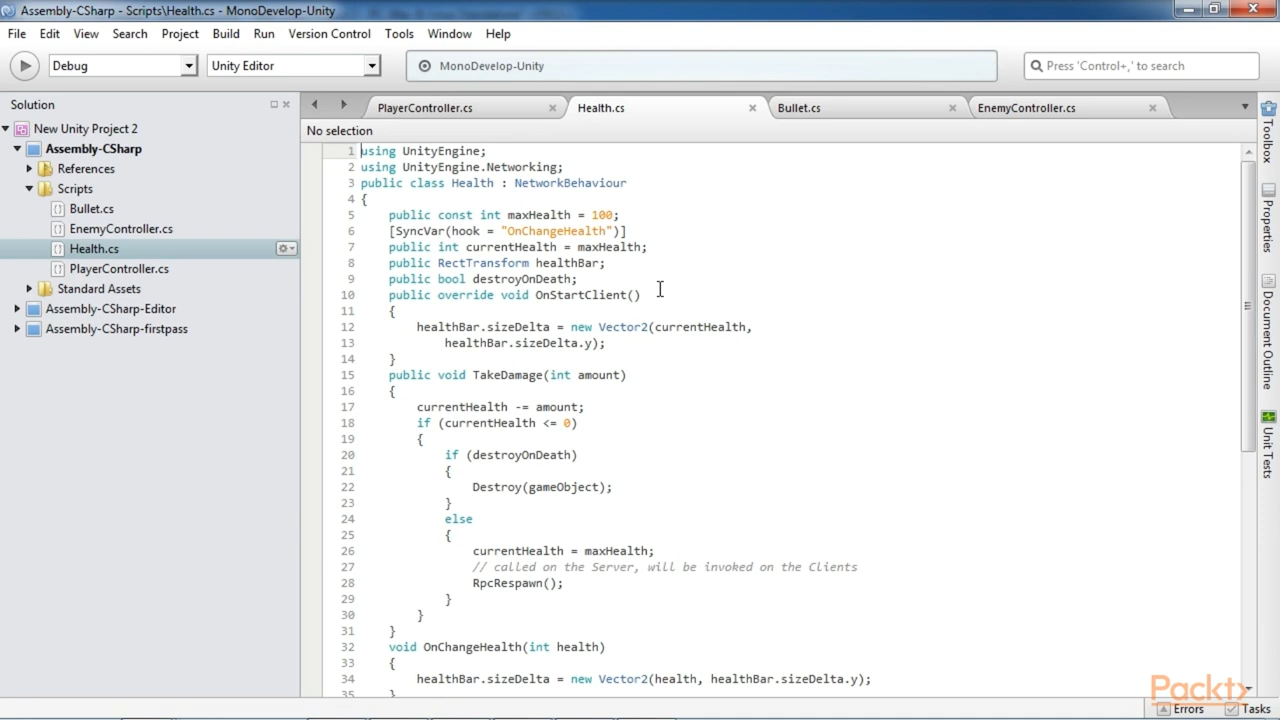 Assembly-CSharp - Scripts\Health.cs - MonoDevelop-Unity
File Edit View Search Project Build Run Version Control Tools Window Help
Debug Unity Editor MonoDevelop-Unity Press 'Control+,' to search
Solution
New Unity Project 2
Assembly-CSharp
References
Scripts
Bullet.cs
EnemyController.cs
Health.cs
PlayerController.cs
Standard Assets
Assembly-CSharp-Editor
Assembly-CSharp-firstpass
PlayerController.cs Health.cs Bullet.cs EnemyController.cs
No selection
1 using UnityEngine;
2 using UnityEngine.Networking;
3 public class Health : NetworkBehaviour
4 {
5 public const int maxHealth = 100;
6 [SyncVar(hook = "OnChangeHealth")]
7 public int currentHealth = maxHealth;
8 public RectTransform healthBar;
9 public bool destroyOnDeath;
10 public override void OnStartClient()
11 {
12 healthBar.sizeDelta = new Vector2(currentHealth,
13 healthBar.sizeDelta.y);
14 }
15 public void TakeDamage(int amount)
16 {
17 currentHealth -= amount;
18 if (currentHealth <= 0)
19 {
20 if (destroyOnDeath)
21 {
22 Destroy(gameObject);
23 }
24 else
25 {
26 currentHealth = maxHealth;
27 // called on the Server, will be invoked on the Clients
28 RpcRespawn();
29 }
30 }
31 }
32 void OnChangeHealth(int health)
33 {
34 healthBar.sizeDelta = new Vector2(health, healthBar.sizeDelta.y);
35 }
Toolbox
Properties
Document Outline
Unit Tests
Packt
Errors Tasks